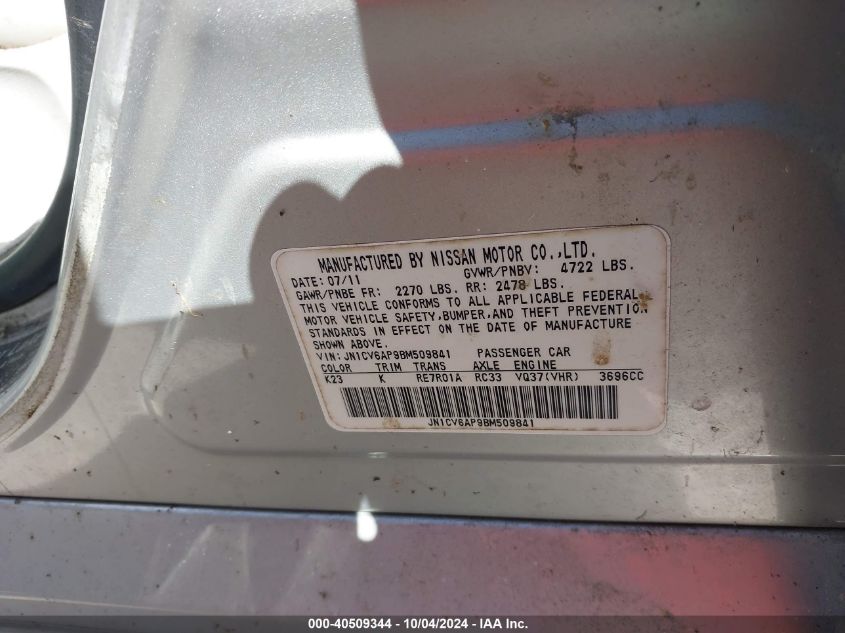 MANUFACTURED BY NISSAN MOTOR CO.,LTD.
DATE: 07/11 GVWR/PNBV: 4722 LBS.
GAWR/PNBE FR: 2270 LBS. RR: 2478 LBS.
THIS VEHICLE CONFORMS TO ALL APPLICABLE FEDERAL
MOTOR VEHICLE SAFETY,BUMPER,AND THEFT PREVENTION
STANDARDS IN EFFECT ON THE DATE OF MANUFACTURE
SHOWN ABOVE.
VIN: JN1CV6AP9BM509841 PASSENGER CAR
COLOR TRIM TRANS AXLE ENGINE
K23 K RE7R01A RC33 VQ37(VHR) 3696CC
JN1CV6AP9BM509841
000-40509344 - 10/04/2024 - IAA Inc.